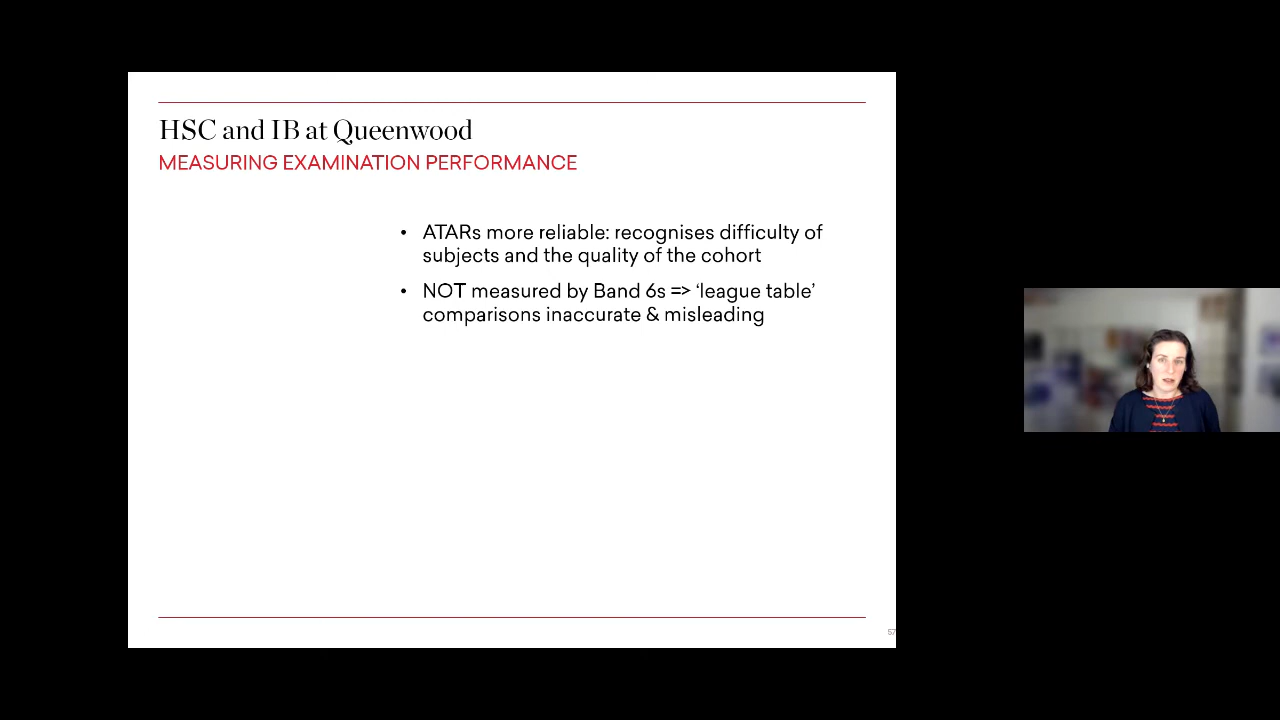 HSC and IB at Queenwood
MEASURING EXAMINATION PERFORMANCE
• ATARs more reliable: recognises difficulty of
subjects and the quality of the cohort
• NOT measured by Band 6s => ‘league table’
comparisons inaccurate & misleading
57